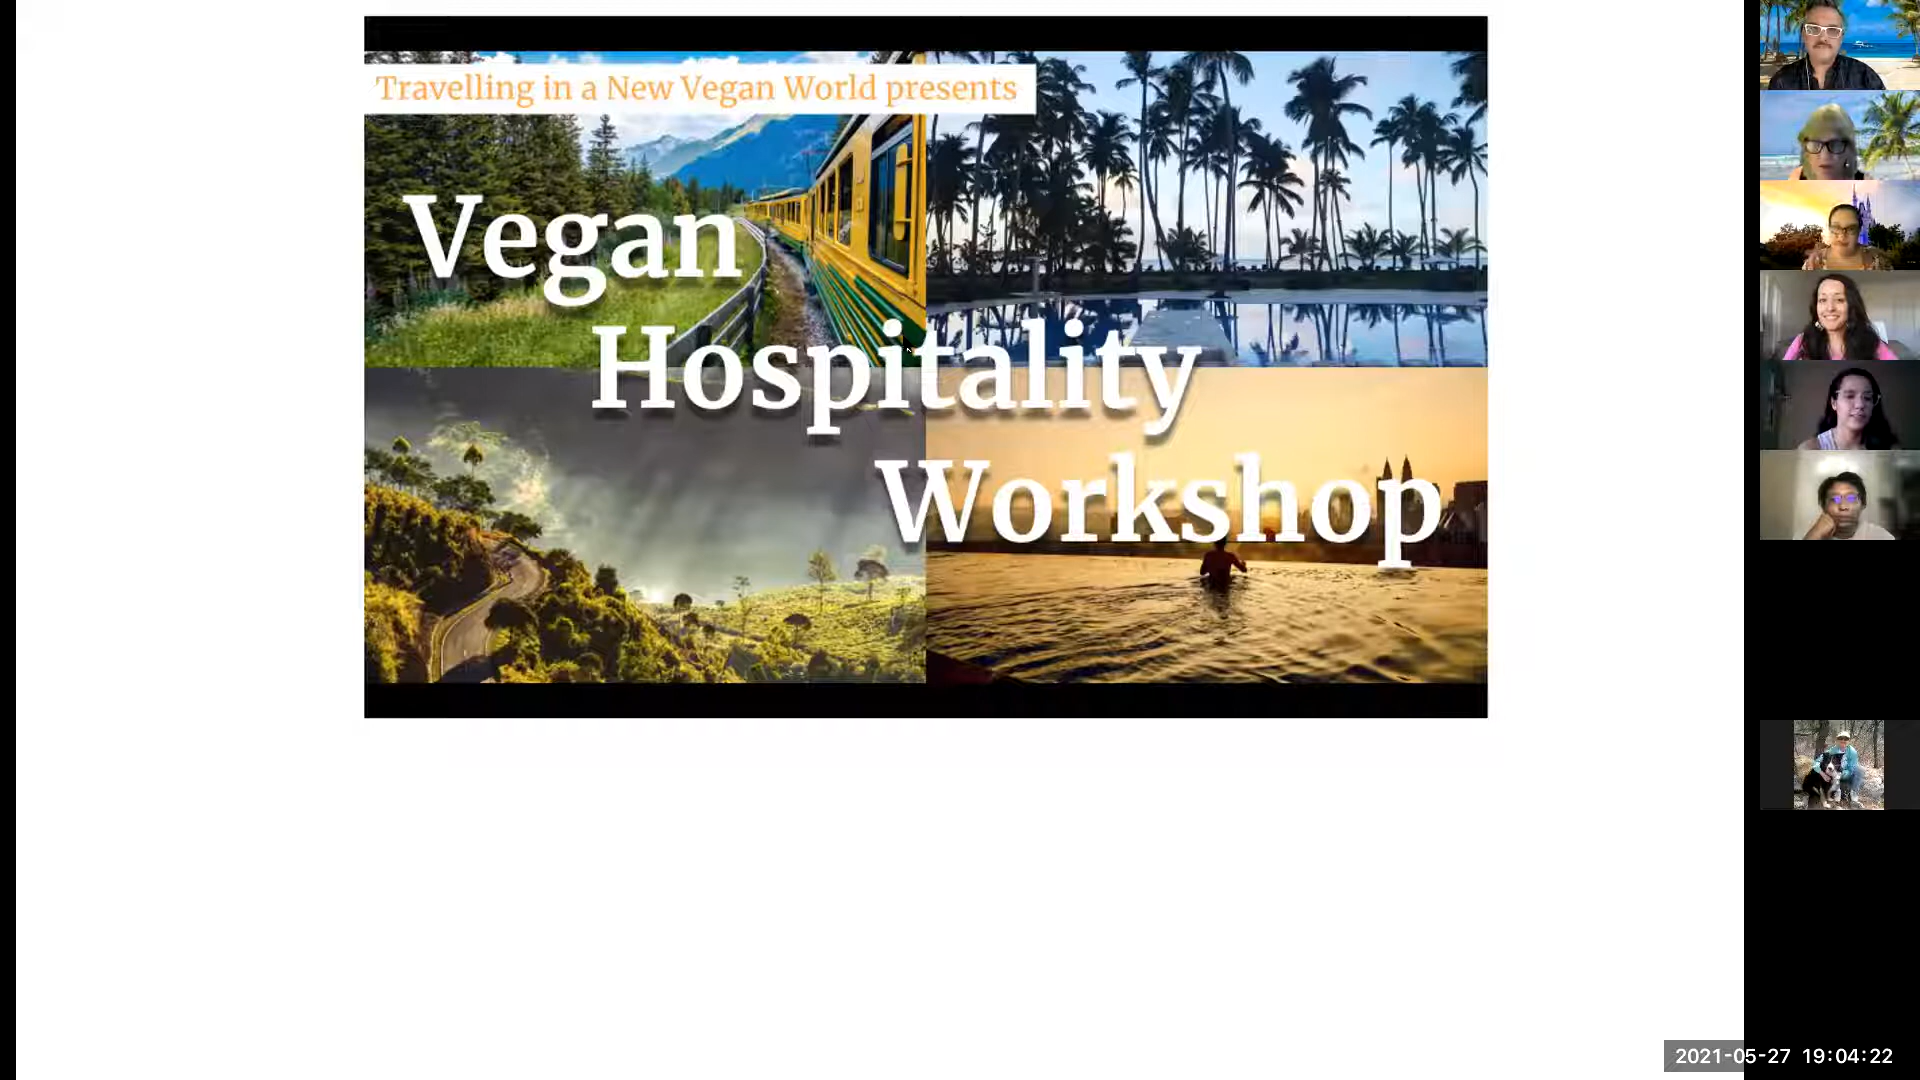 Travelling in a New Vegan World presents
Vegan
Hospitality
Workshop
2021-05-27 19:04:22